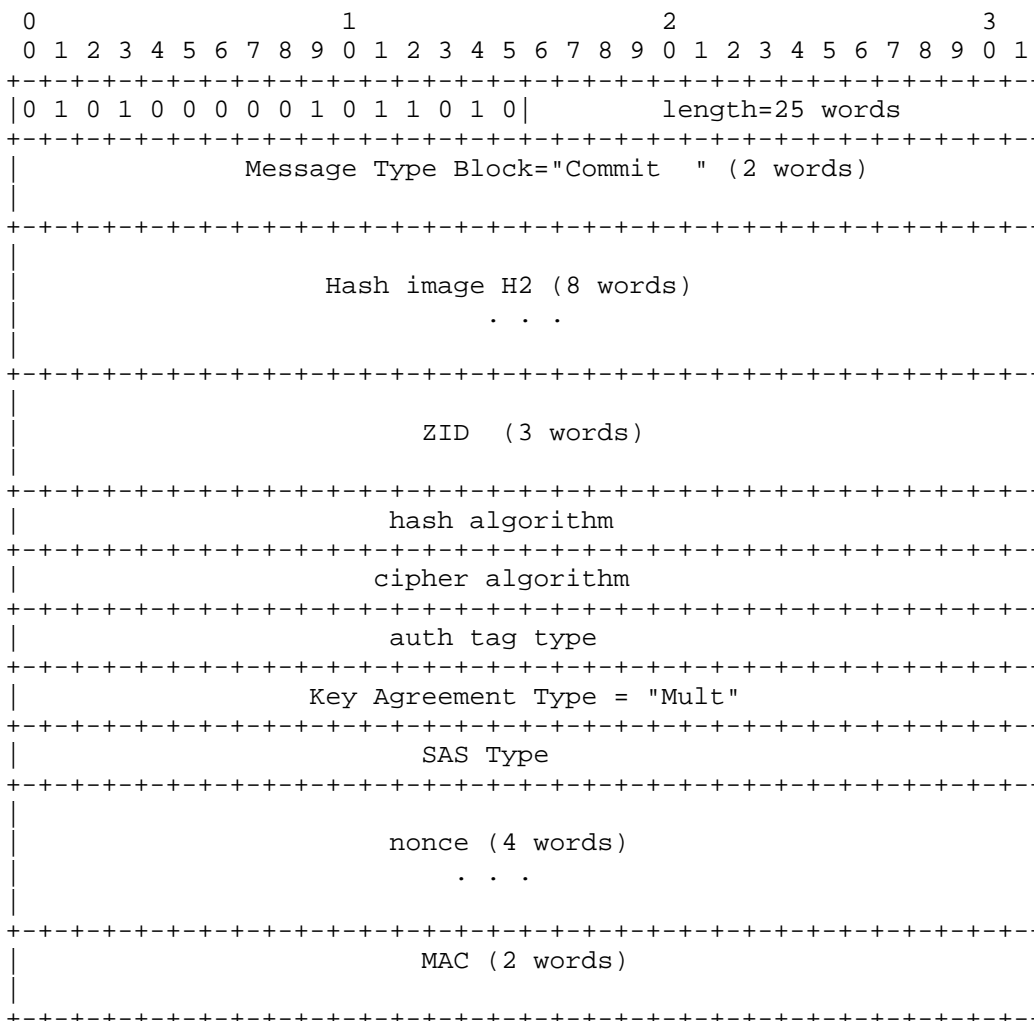 0                   1                   2                   3
0 1 2 3 4 5 6 7 8 9 0 1 2 3 4 5 6 7 8 9 0 1 2 3 4 5 6 7 8 9 0 1
+-+-+-+-+-+-+-+-+-+-+-+-+-+-+-+-+-+-+-+-+-+-+-+-+-+-+-+-+-+-+-+-
|0 1 0 1 0 0 0 0 0 1 0 1 1 0 1 0|        length=25 words
+-+-+-+-+-+-+-+-+-+-+-+-+-+-+-+-+-+-+-+-+-+-+-+-+-+-+-+-+-+-+-+-
|              Message Type Block="Commit  " (2 words)
|
+-+-+-+-+-+-+-+-+-+-+-+-+-+-+-+-+-+-+-+-+-+-+-+-+-+-+-+-+-+-+-+-
|
|                   Hash image H2 (8 words)
|                             . . .
|
+-+-+-+-+-+-+-+-+-+-+-+-+-+-+-+-+-+-+-+-+-+-+-+-+-+-+-+-+-+-+-+-
|
|                         ZID  (3 words)
|
+-+-+-+-+-+-+-+-+-+-+-+-+-+-+-+-+-+-+-+-+-+-+-+-+-+-+-+-+-+-+-+-
|                       hash algorithm
+-+-+-+-+-+-+-+-+-+-+-+-+-+-+-+-+-+-+-+-+-+-+-+-+-+-+-+-+-+-+-+-
|                      cipher algorithm
+-+-+-+-+-+-+-+-+-+-+-+-+-+-+-+-+-+-+-+-+-+-+-+-+-+-+-+-+-+-+-+-
|                       auth tag type
+-+-+-+-+-+-+-+-+-+-+-+-+-+-+-+-+-+-+-+-+-+-+-+-+-+-+-+-+-+-+-+-
|                  Key Agreement Type = "Mult"
+-+-+-+-+-+-+-+-+-+-+-+-+-+-+-+-+-+-+-+-+-+-+-+-+-+-+-+-+-+-+-+-
|                         SAS Type
+-+-+-+-+-+-+-+-+-+-+-+-+-+-+-+-+-+-+-+-+-+-+-+-+-+-+-+-+-+-+-+-
|
|                       nonce (4 words)
|                           . . .
|
+-+-+-+-+-+-+-+-+-+-+-+-+-+-+-+-+-+-+-+-+-+-+-+-+-+-+-+-+-+-+-+-
|                         MAC (2 words)
|
+-+-+-+-+-+-+-+-+-+-+-+-+-+-+-+-+-+-+-+-+-+-+-+-+-+-+-+-+-+-+-+-